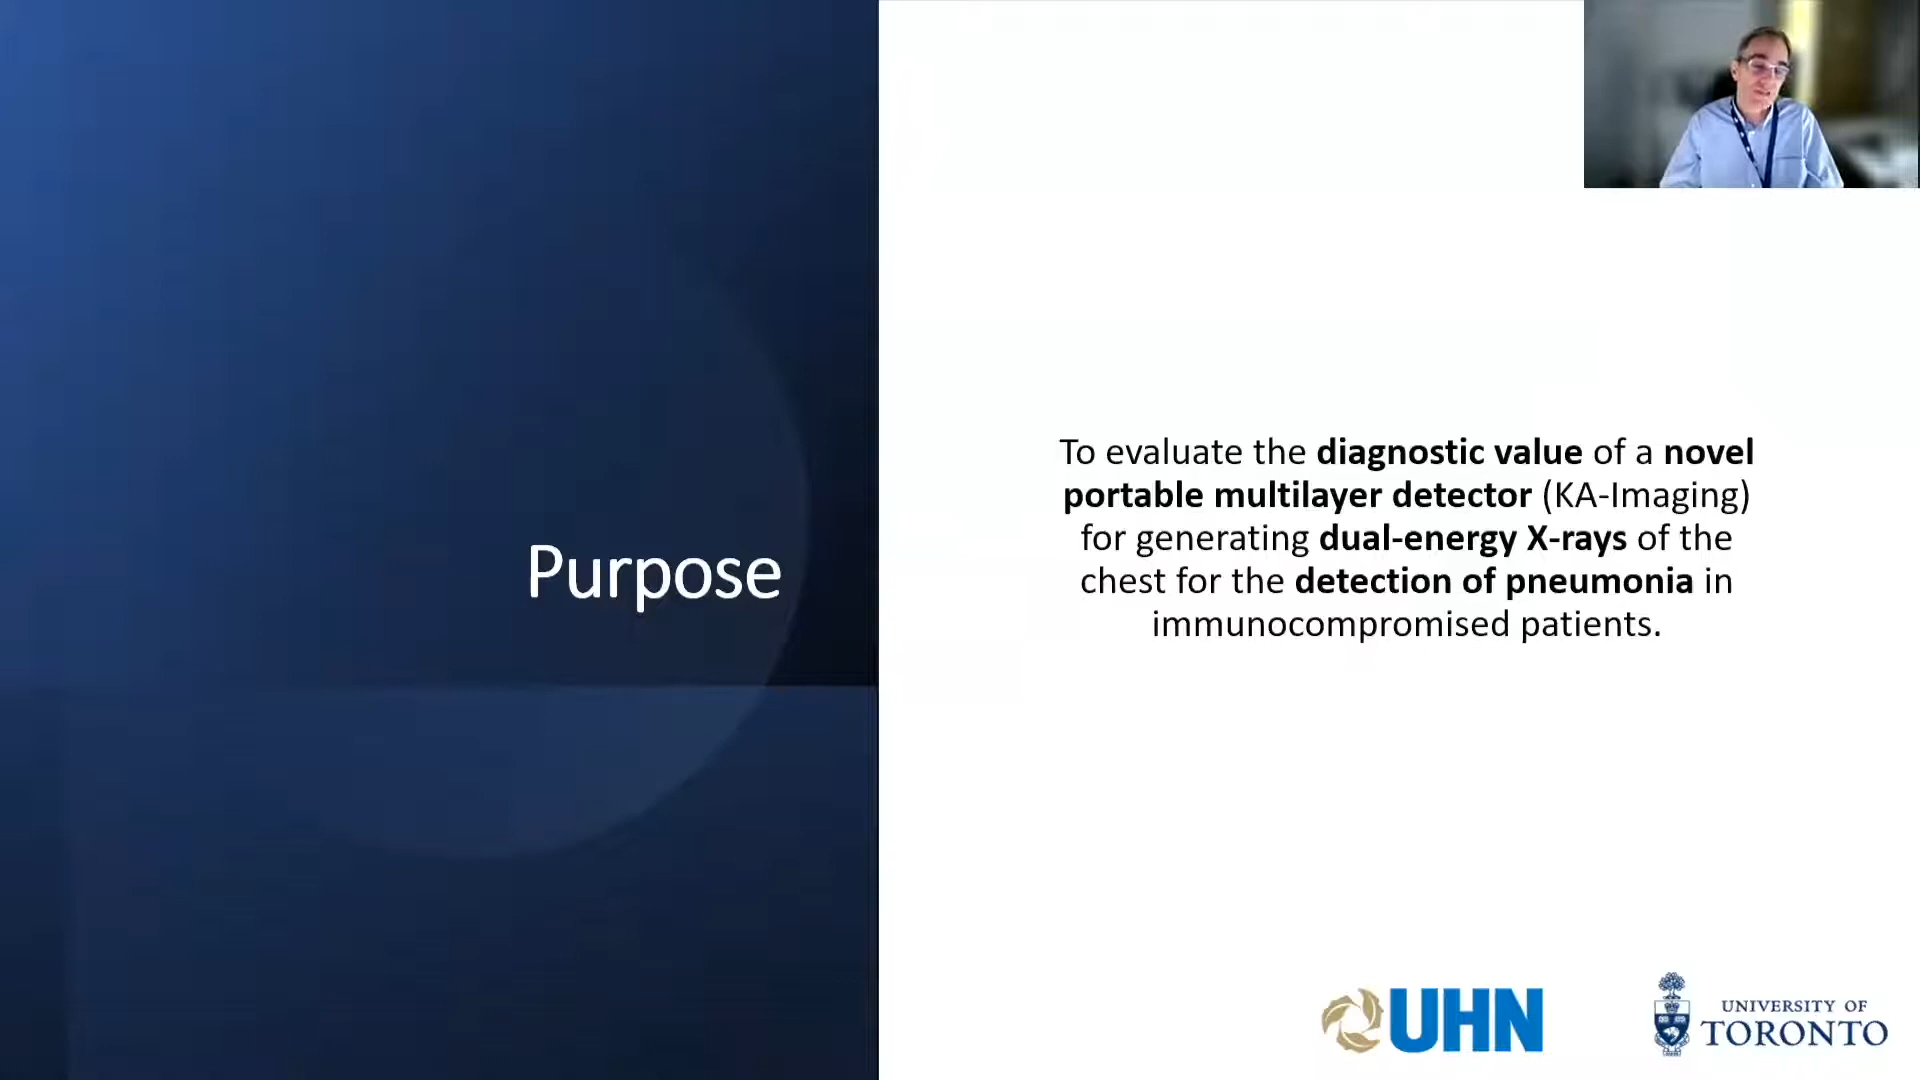 Purpose
To evaluate the diagnostic value of a novel
portable multilayer detector (KA-Imaging)
for generating dual-energy X-rays of the
chest for the detection of pneumonia in
immunocompromised patients.
UHN
UNIVERSITY OF
TORONTO